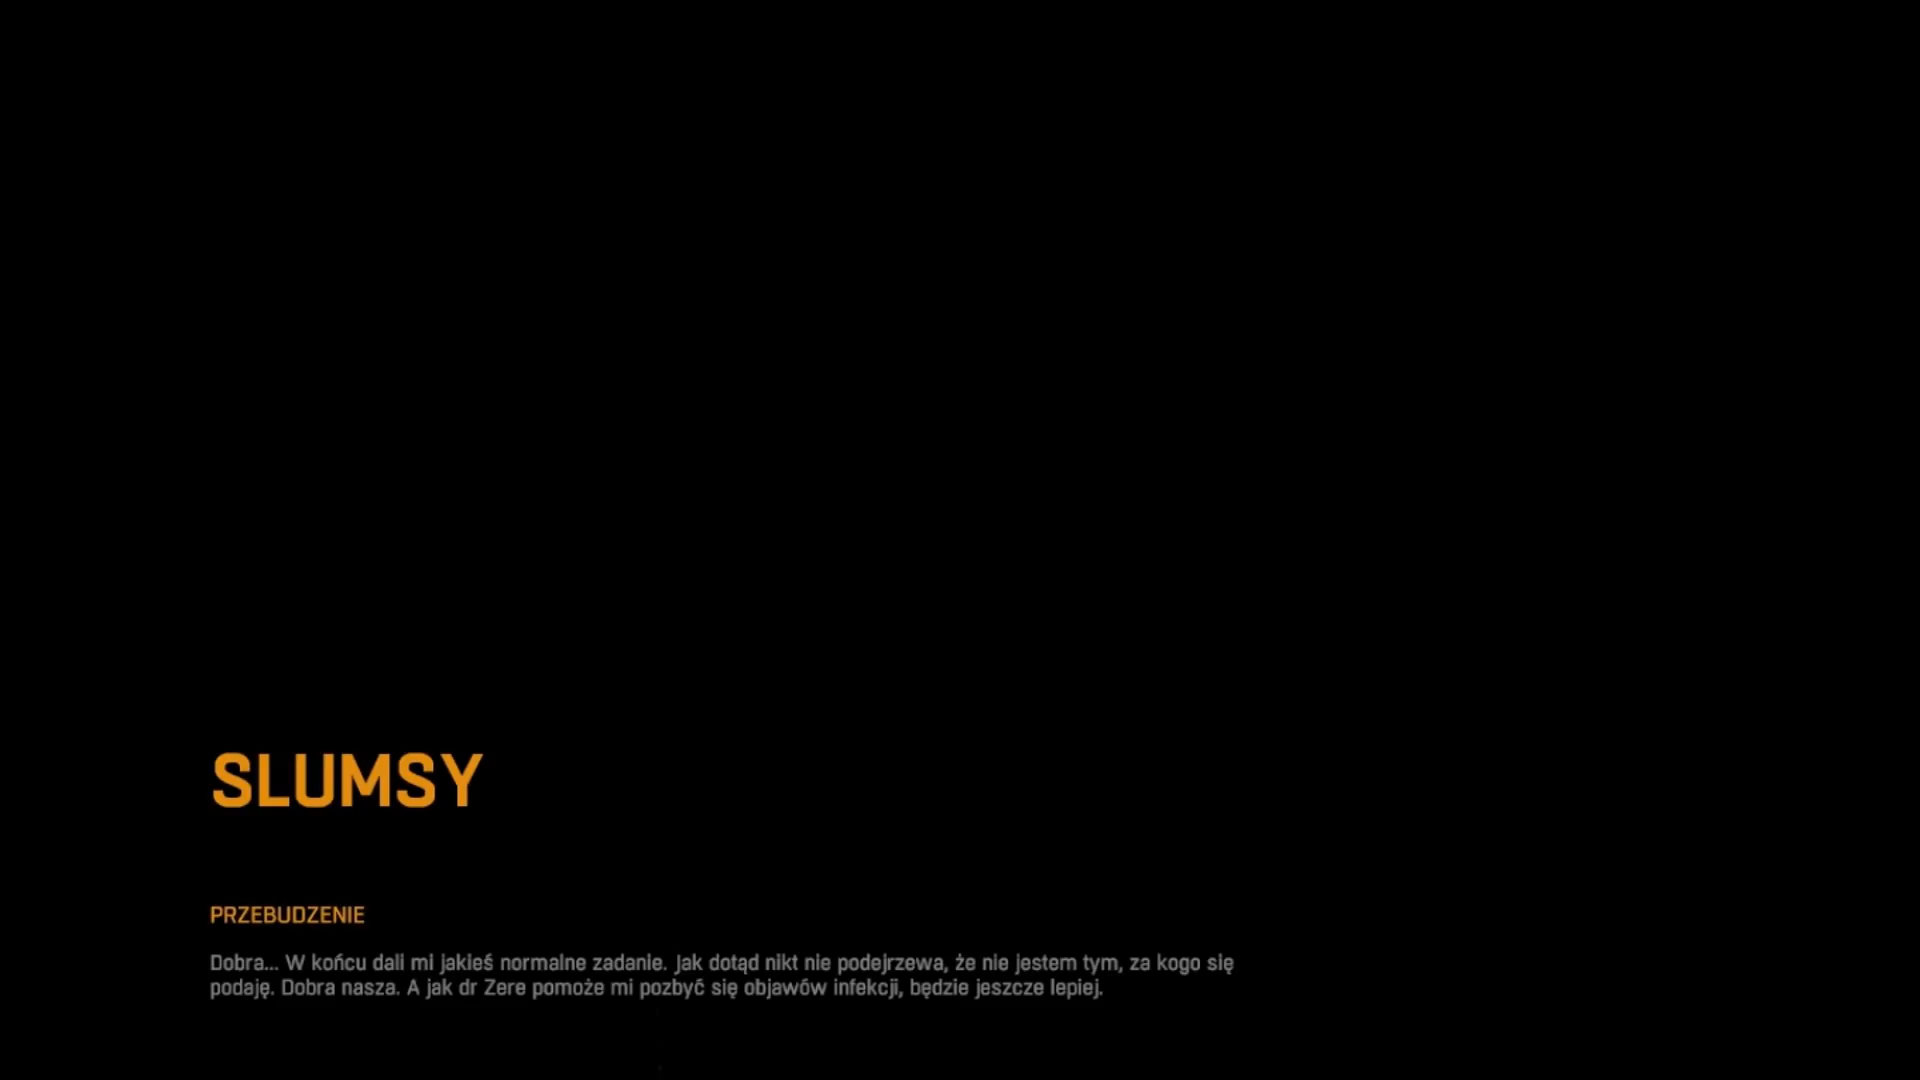 SLUMSY
PRZEBUDZENIE
Dobra... W końcu dali mi jakieś normalne zadanie. Jak dotąd nikt nie podejrzewa, że nie jestem tym, za kogo się
podaję. Dobra nasza. A jak dr Zere pomoże mi pozbyć się objawów infekcji, będzie jeszcze lepiej.